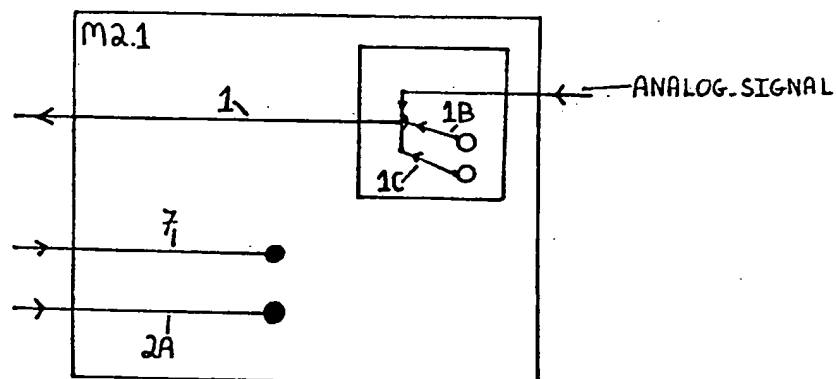 M2.1
ANALOG_SIGNAL
1
1B
1C
7
2A